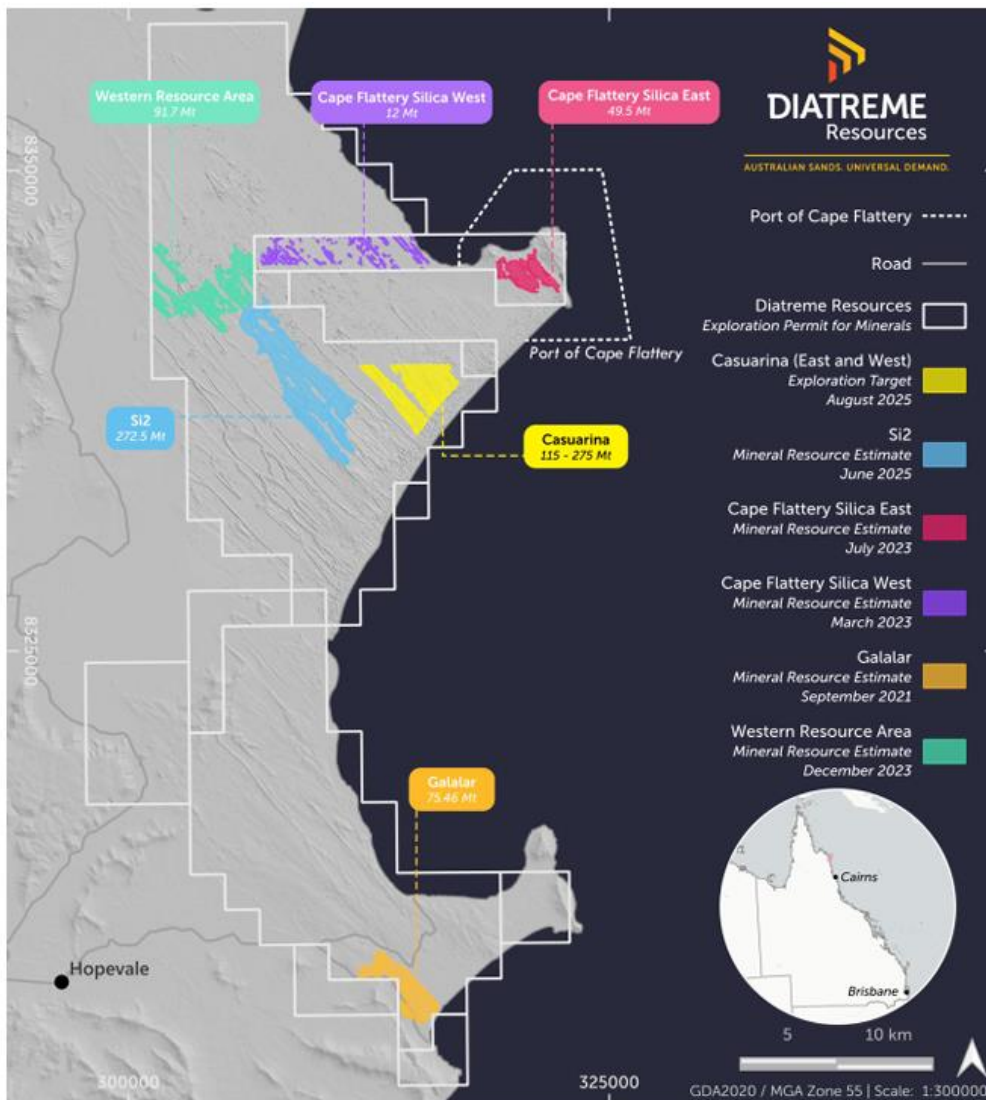 Western Resource Area
91.7 Mt
Cape Flattery Silica West
12 Mt
Cape Flattery Silica East
49.5 Mt
DIATREME
Resources
AUSTRALIAN SANDS. UNIVERSAL DEMAND.
8350000
Port of Cape Flattery
Road
Diatreme Resources
Exploration Permit for Minerals
Port of Cape Flattery
Casuarina (East and West)
Exploration Target
August 2025
Si2
272.5 Mt
Casuarina
115 - 275 Mt
Si2
Mineral Resource Estimate
June 2025
Cape Flattery Silica East
Mineral Resource Estimate
July 2023
Cape Flattery Silica West
Mineral Resource Estimate
March 2023
8325000
Galalar
Mineral Resource Estimate
September 2021
Western Resource Area
Mineral Resource Estimate
December 2023
Galalar
75.46 Mt
Cairns
Hopevale
Brisbane
5 10 km
300000
325000
GDA2020 / MGA Zone 55 | Scale: 1:300000